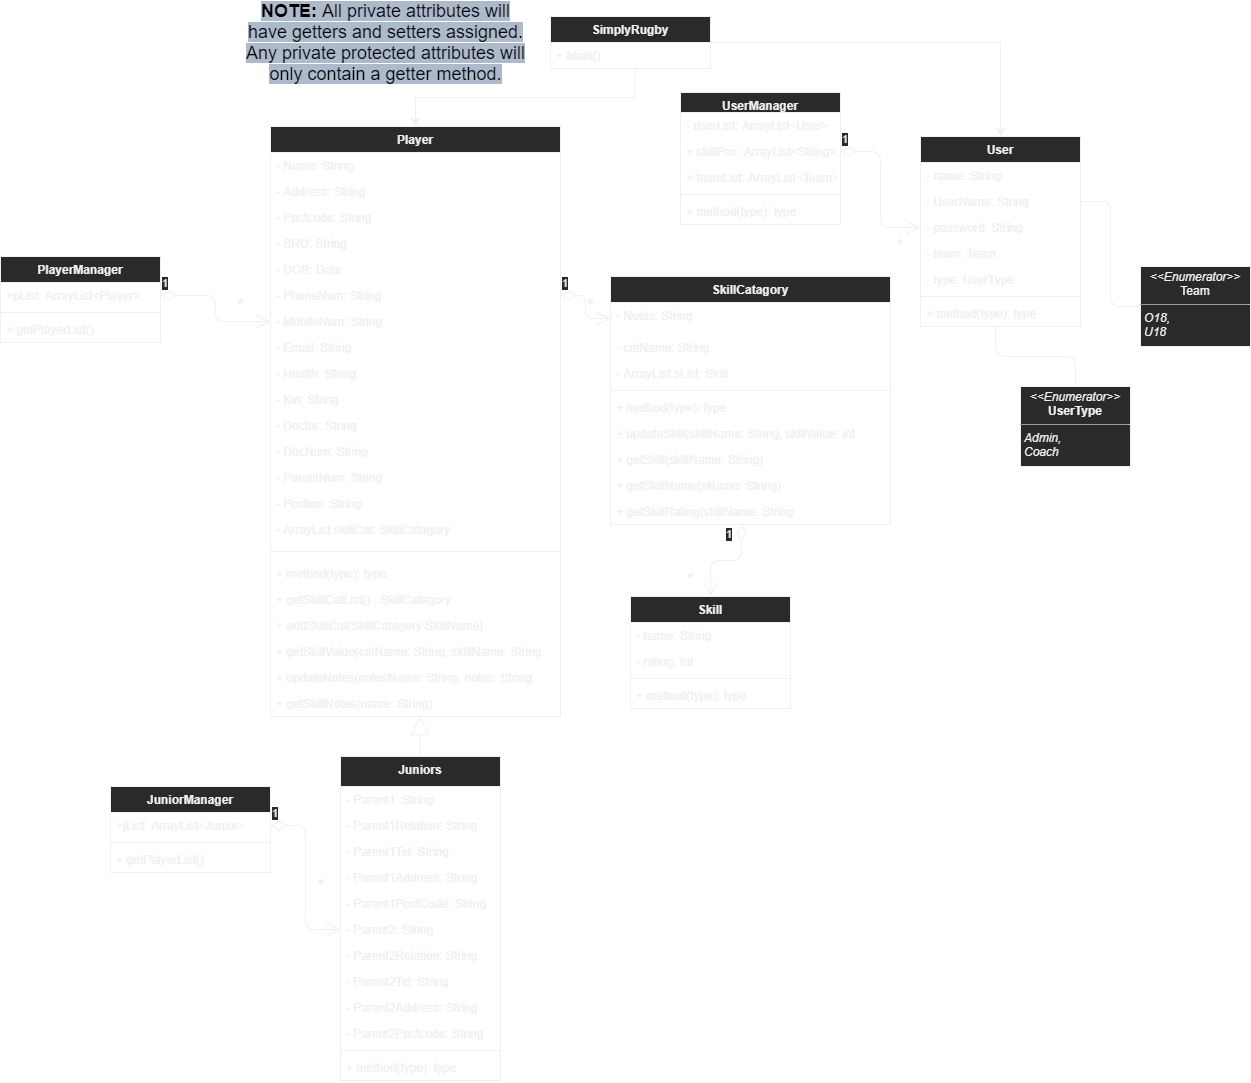 NOTE: All private attributes will
have getters and setters assigned.
Any private protected attributes will
only contain a getter method.
SimplyRugby
+ Main()
UserManager
- userList: ArrayList<User>
+ skillPos: ArrayList<String>
+ teamList: ArrayList<Team>
+ method(type): type
1
*
User
- name: String
- UserName: String
- password: String
- team: Team
- type: UserType
+ method(type): type
<<Enumerator>>
Team
O18,
U18
<<Enumerator>>
UserType
Admin,
Coach
PlayerManager
+pList: ArrayList<Player>
+ getPlayerList()
1
*
Player
- Name: String
- Address: String
- Postcode: String
- SRU: String
- DOB: Date
- PhoneNum: String
- MobileNum: String
- Email: String
- Health: String
- Kin: String
- Doctor: String
- DocNum: String
- ParentNum: String
- Postion: String
- ArrayList skillCat: SkillCatagory
+ method(type): type
+ getSkillCatList() : SkillCatagory
+ addSkillCat(SkillCatagory SkillName)
+ getSkillValue(catName: String, skillName: String
+ updateNotes(notesName: String, notes: String
+ getSkillNotes(name: String)
1
*
SkillCatagory
- Notes: String
- catName: String
- ArrayList sList: Skill
+ method(type): type
+ updateSkill(skillName: String, skillValue: int
+ getSkill(skillName: String)
+ getSkillName(sName: String)
+ getSkillRating(skillName: String
1
*
Skill
- name: String
- rating: int
+ method(type): type
JuniorManager
+jList: ArrayList<Junior>
+ getPlayerList()
1
*
Juniors
- Parent1: String
- Parent1Relation: String
- Parent1Tel: String
- Parent1Address: String
- Parent1PostCode: String
- Parent2: String
- Parent2Relation: String
- Parent2Tel: String
- Parent2Address: String
- Parent2Postcode: String
+ method(type): type